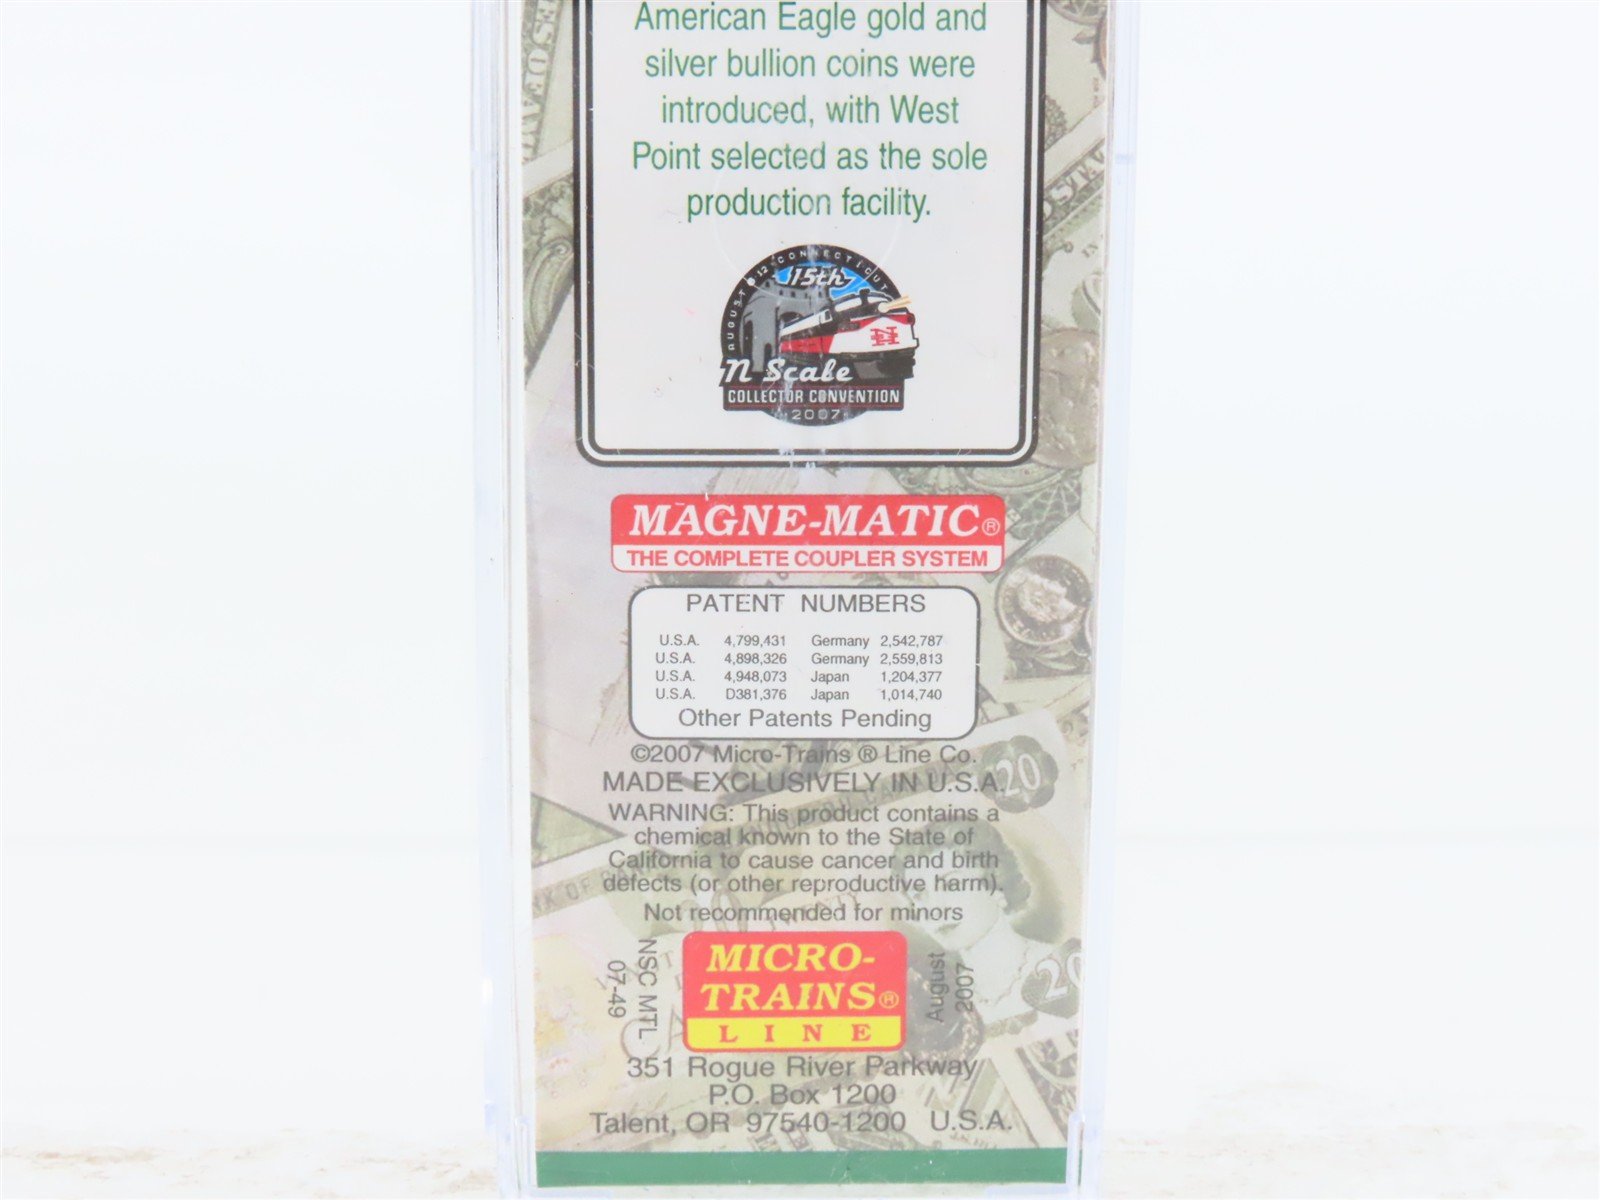 American Eagle gold and
silver bullion coins were
introduced, with West
Point selected as the sole
production facility.
AUGUST 8-12 CONNECTICUT
15th
N Scale
COLLECTOR CONVENTION
2007
MAGNE-MATIC®
THE COMPLETE COUPLER SYSTEM
PATENT NUMBERS
U.S.A. 4,799,431 Germany 2,542,787
U.S.A. 4,898,326 Germany 2,559,813
U.S.A. 4,948,073 Japan 1,204,377
U.S.A. D381,376 Japan 1,014,740
Other Patents Pending
©2007 Micro-Trains ® Line Co.
MADE EXCLUSIVELY IN U.S.A.
WARNING: This product contains a
chemical known to the State of
California to cause cancer and birth
defects (or other reproductive harm).
Not recommended for minors
NSC MTL
07-49
MICRO-
TRAINS®
LINE
August
2007
351 Rogue River Parkway
P.O. Box 1200
Talent, OR 97540-1200 U.S.A.